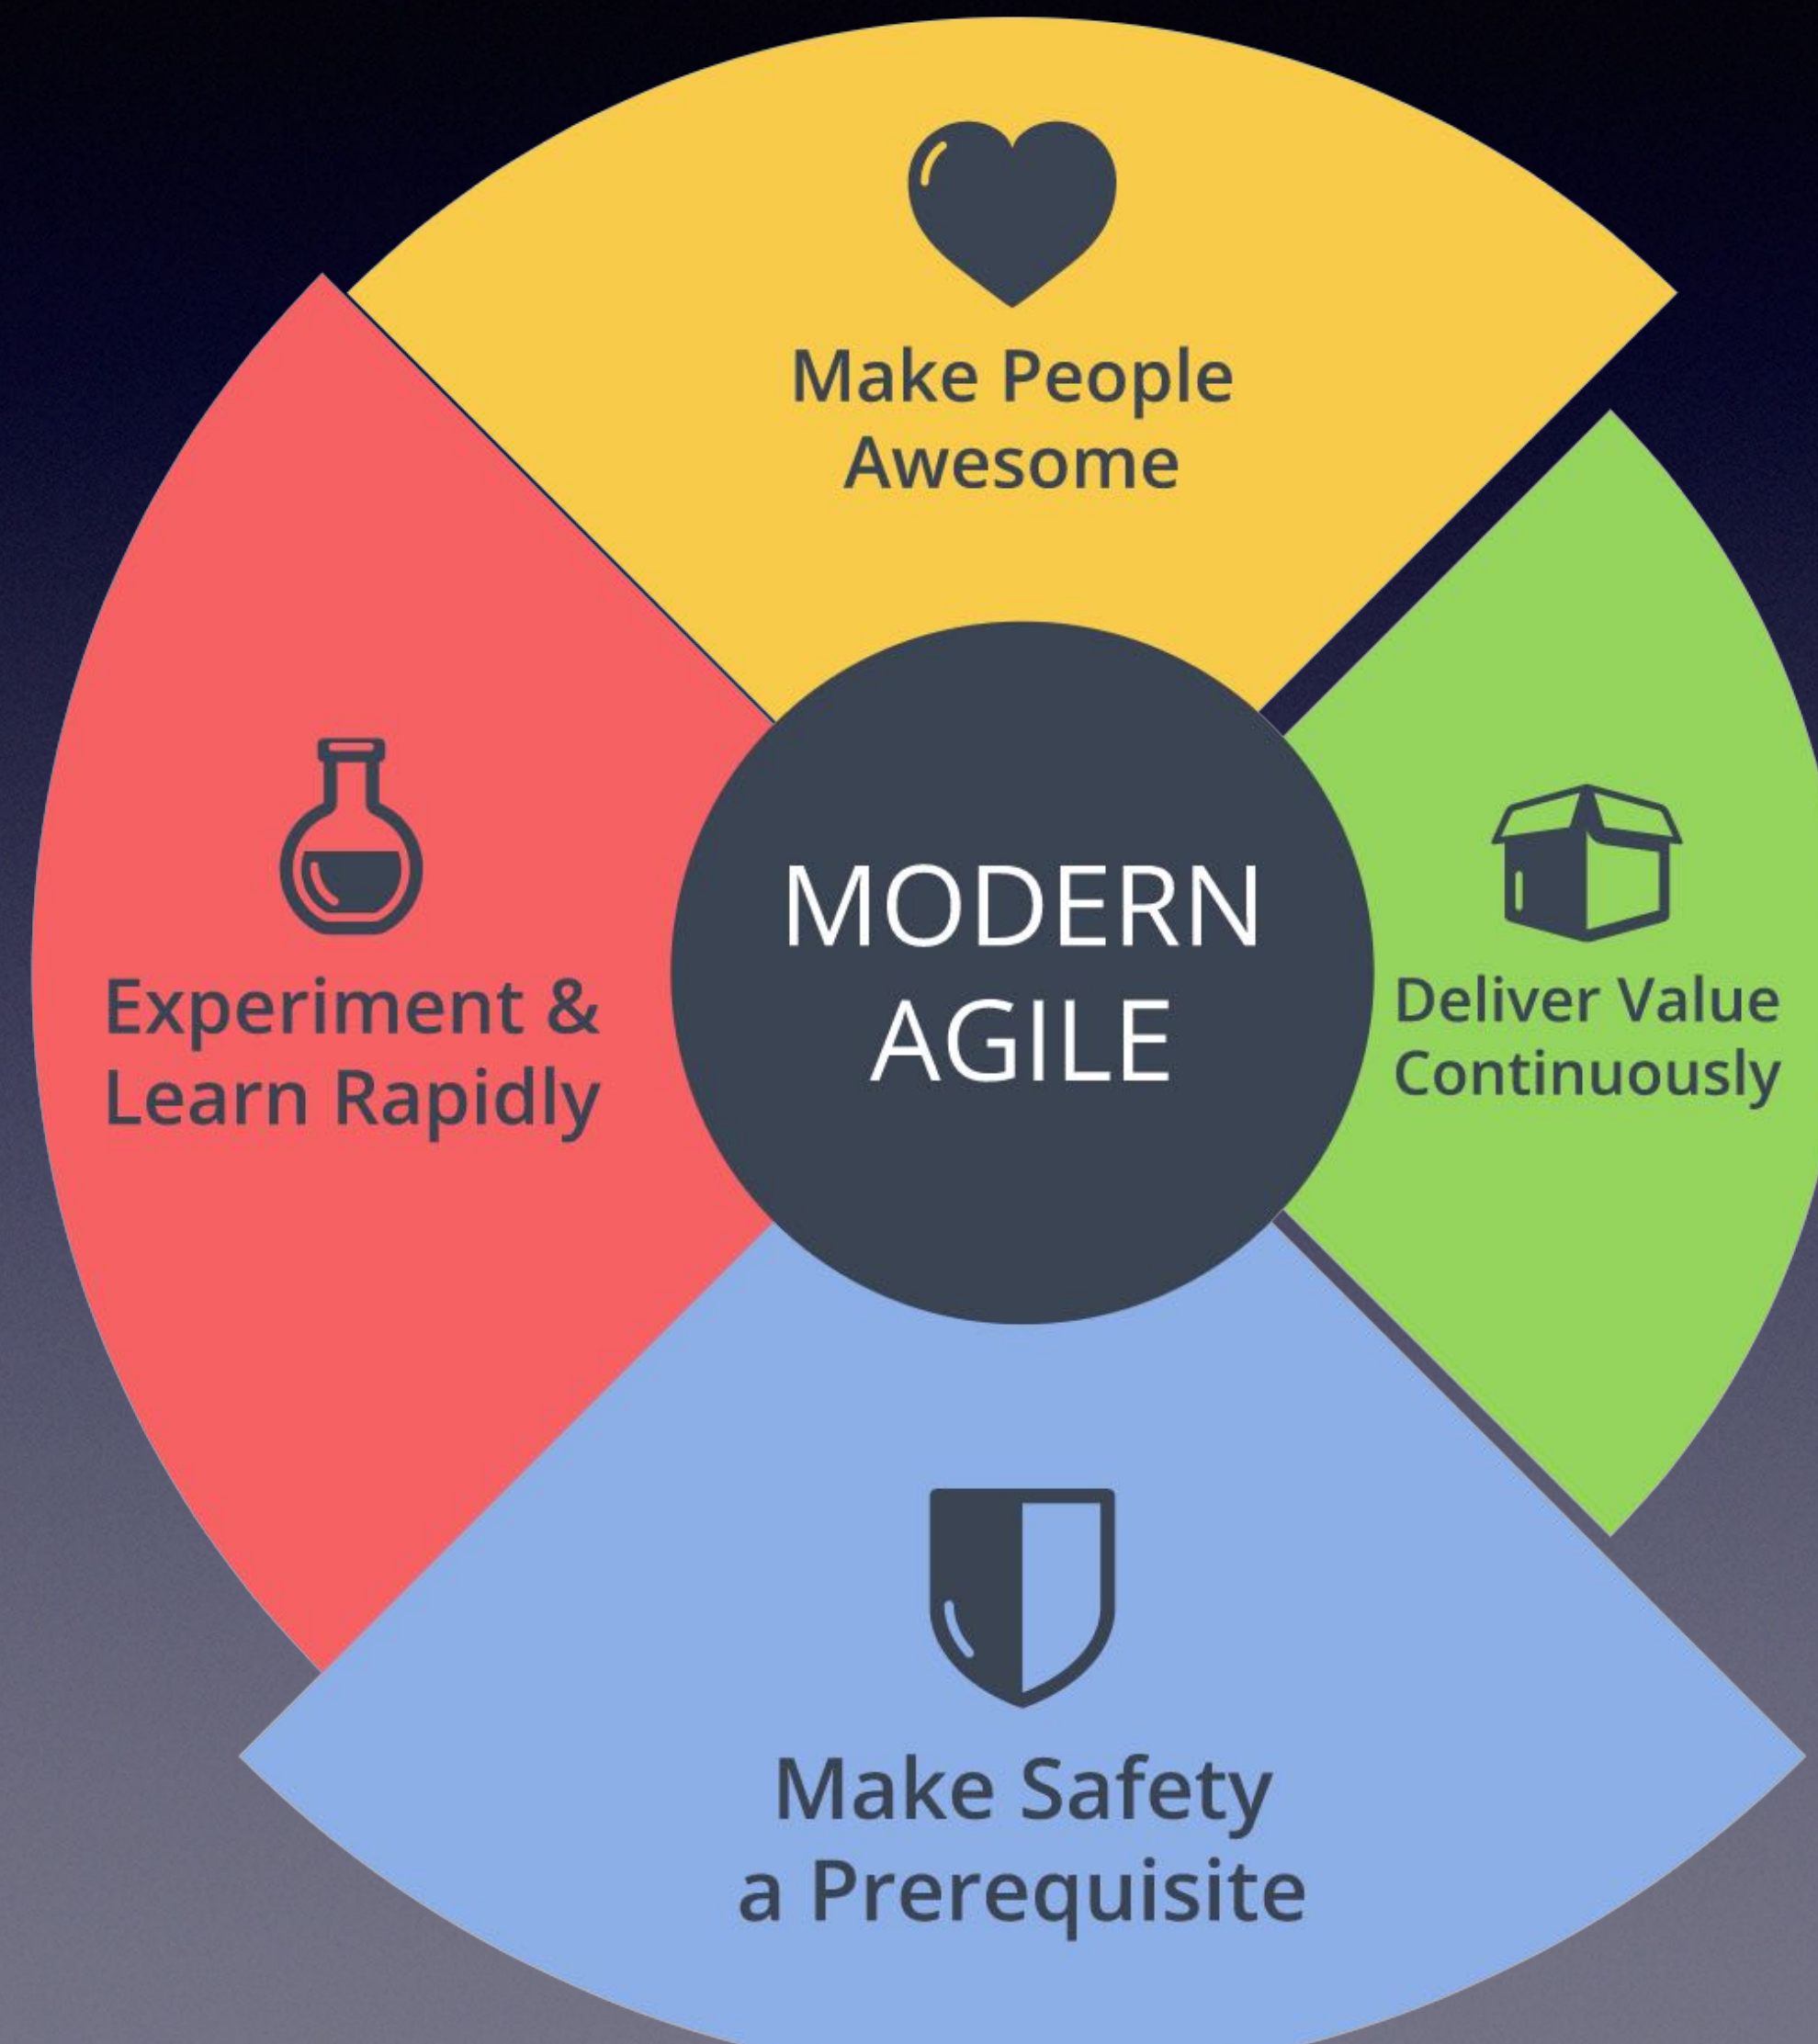 Make People
Awesome
Experiment &
Learn Rapidly
MODERN
AGILE
Deliver Value
Continuously
Make Safety
a Prerequisite